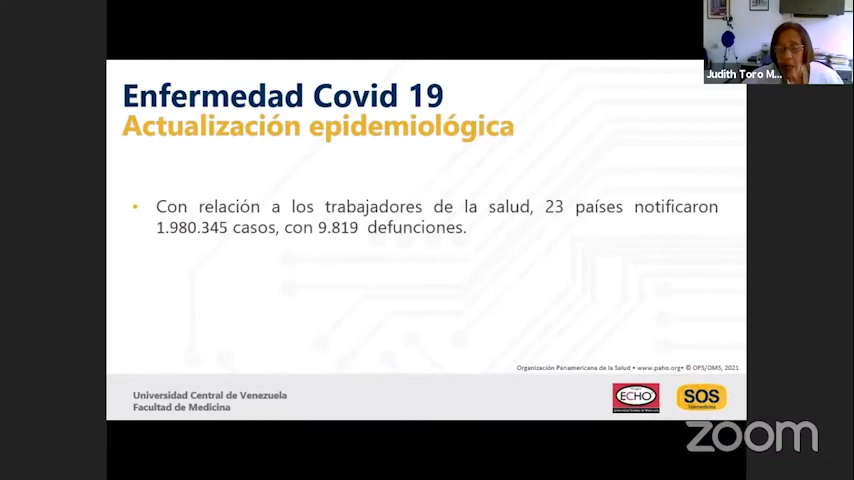 Judith Toro M...
Enfermedad Covid 19
Actualización epidemiológica
• Con relación a los trabajadores de la salud, 23 países notificaron
1.980.345 casos, con 9.819 defunciones.
Organización Panamericana de la Salud • www.paho.org• © OPS/OMS, 2021
Universidad Central de Venezuela
Facultad de Medicina
ECHO
SOS
Telemedicina
zoom